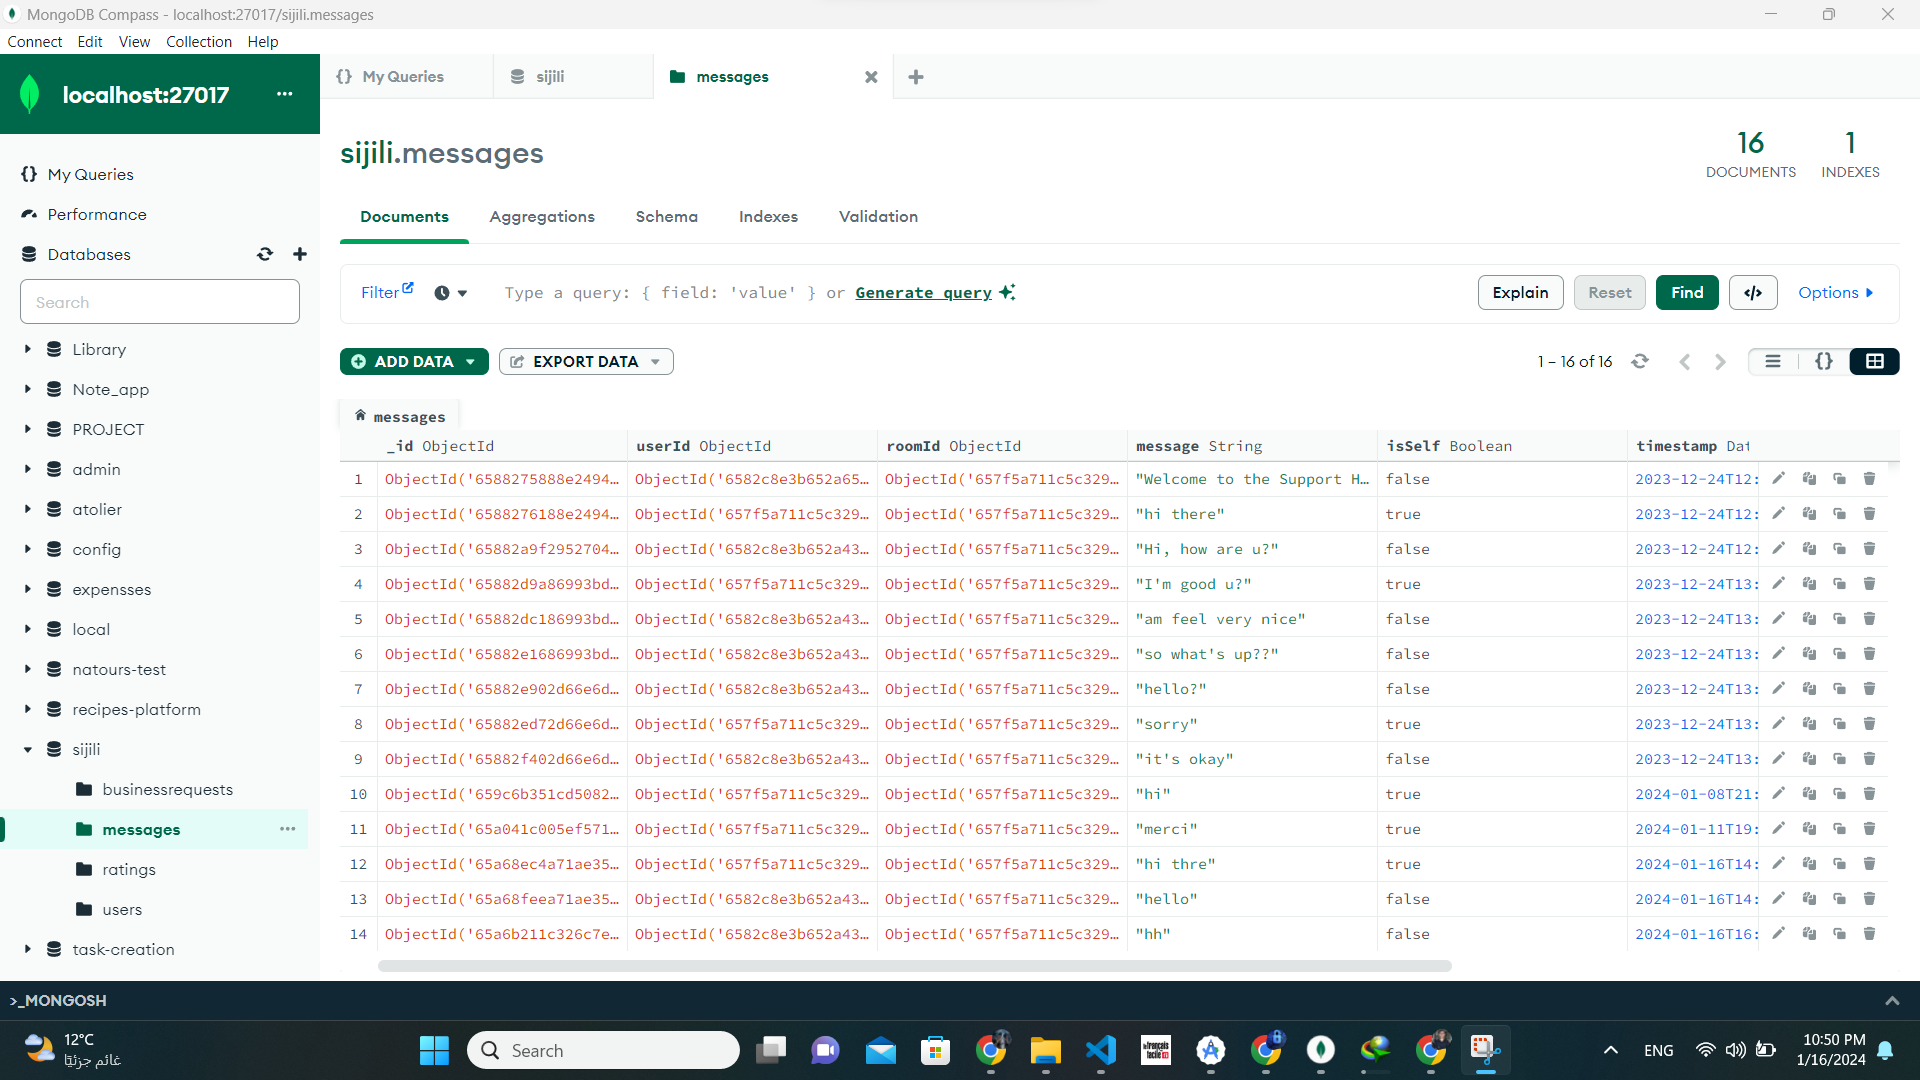 MongoDB Compass - localhost:27017/sijili.messages
Connect Edit View Collection Help
localhost:27017 ...
My Queries
Performance
Databases
Search
Library
Note_app
PROJECT
admin
atolier
config
expensses
local
natours-test
recipes-platform
sijili
businessrequests
messages
ratings
users
task-creation
{} My Queries sijili messages
sijili.messages
16 DOCUMENTS
1 INDEXES
Documents Aggregations Schema Indexes Validation
Filter Type a query: { field: 'value' } or Generate query Explain Reset Find </> Options
ADD DATA EXPORT DATA 1 – 16 of 16 {}
messages
_id ObjectId userId ObjectId roomId ObjectId message String isSelf Boolean timestamp Dat
1 ObjectId('6588275888e2494… ObjectId('6582c8e3b652a65… ObjectId('657f5a711c5c329… "Welcome to the Support H… false 2023-12-24T12:
2 ObjectId('6588276188e2494… ObjectId('657f5a711c5c329… ObjectId('657f5a711c5c329… "hi there" true 2023-12-24T12:
3 ObjectId('65882a9f2952704… ObjectId('6582c8e3b652a43… ObjectId('657f5a711c5c329… "Hi, how are u?" false 2023-12-24T12:
4 ObjectId('65882d9a86993bd… ObjectId('657f5a711c5c329… ObjectId('657f5a711c5c329… "I'm good u?" true 2023-12-24T13:
5 ObjectId('65882dc186993bd… ObjectId('6582c8e3b652a43… ObjectId('657f5a711c5c329… "am feel very nice" false 2023-12-24T13:
6 ObjectId('65882e1686993bd… ObjectId('6582c8e3b652a43… ObjectId('657f5a711c5c329… "so what's up??" false 2023-12-24T13:
7 ObjectId('65882e902d66e6d… ObjectId('6582c8e3b652a43… ObjectId('657f5a711c5c329… "hello?" false 2023-12-24T13:
8 ObjectId('65882ed72d66e6d… ObjectId('657f5a711c5c329… ObjectId('657f5a711c5c329… "sorry" true 2023-12-24T13:
9 ObjectId('65882f402d66e6d… ObjectId('6582c8e3b652a43… ObjectId('657f5a711c5c329… "it's okay" false 2023-12-24T13:
10 ObjectId('659c6b351cd5082… ObjectId('657f5a711c5c329… ObjectId('657f5a711c5c329… "hi" true 2024-01-08T21:
11 ObjectId('65a041c005ef571… ObjectId('657f5a711c5c329… ObjectId('657f5a711c5c329… "merci" true 2024-01-11T19:
12 ObjectId('65a68ec4a71ae35… ObjectId('657f5a711c5c329… ObjectId('657f5a711c5c329… "hi thre" true 2024-01-16T14:
13 ObjectId('65a68feea71ae35… ObjectId('6582c8e3b652a43… ObjectId('657f5a711c5c329… "hello" false 2024-01-16T14:
14 ObjectId('65a6b211c326c7e… ObjectId('6582c8e3b652a43… ObjectId('657f5a711c5c329… "hh" false 2024-01-16T16:
>_MONGOSH
12°C
غائم جزئيًا
Search
le français facile
ENG
10:50 PM
1/16/2024